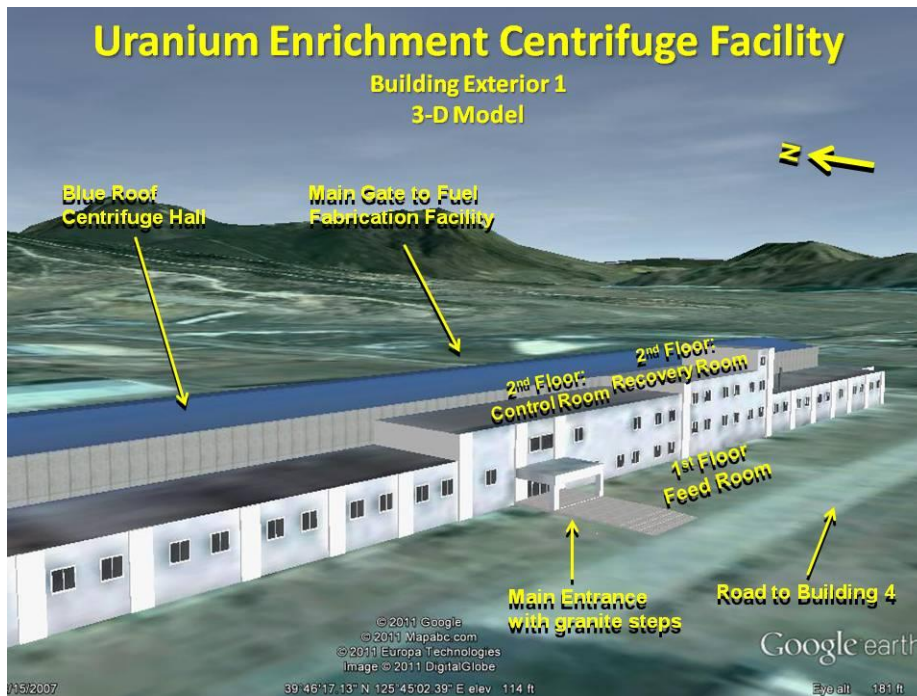 Uranium Enrichment Centrifuge Facility
Building Exterior 1
3-D Model
N
Blue Roof
Centrifuge Hall
Main Gate to Fuel
Fabrication Facility
2nd Floor:
Control Room
2nd Floor:
Recovery Room
1st Floor
Feed Room
Main Entrance
with granite steps
Road to Building 4
© 2011 Google
© 2011 Mapabc.com
© 2011 Europa Technologies
Image © 2011 DigitalGlobe
Google earth
/15/2007
39°46'17.13" N 125°45'02.39" E elev 114 ft
Eye alt 181 ft